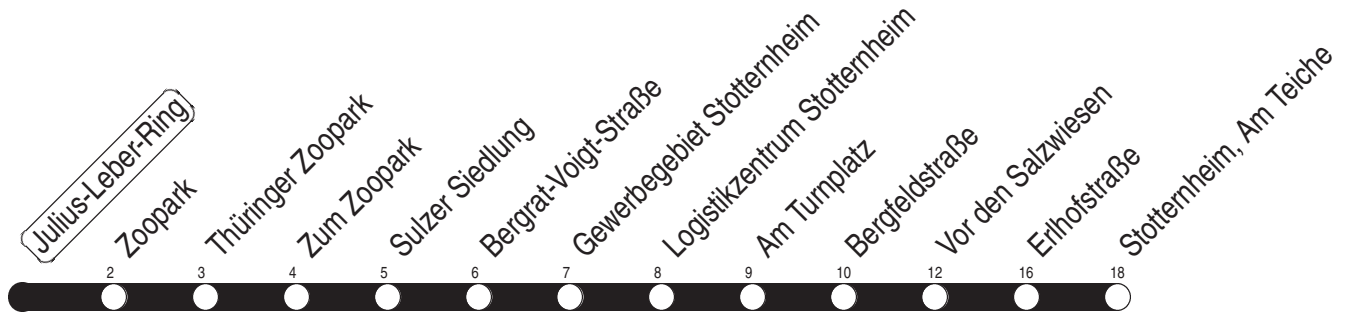 Julius-Leber-Ring
Zoopark
Thüringer Zoopark
Zum Zoopark
Sulzer Siedlung
Bergrat-Voigt-Straße
Gewerbegebiet Stotternheim
Logistikzentrum Stotternheim
Am Turnplatz
Bergfeldstraße
Vor den Salzwiesen
Erlhofstraße
Stotternheim, Am Teiche
2 3 4 5 6 7 8 9 10 12 16 18